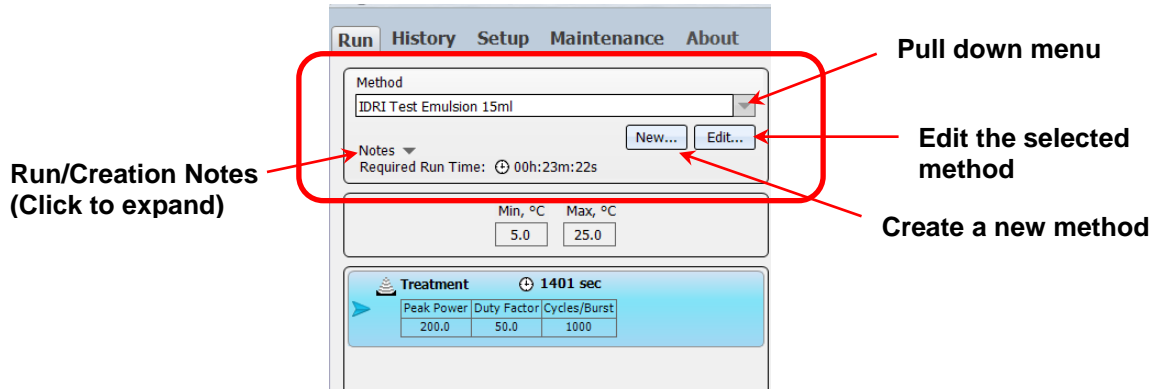 Run History Setup Maintenance About
Pull down menu
Method
IDRI Test Emulsion 15ml
New... Edit...
Edit the selected
method
Notes
Required Run Time: 00h:23m:22s
Run/Creation Notes
(Click to expand)
Create a new method
Min, °C Max, °C
5.0 25.0
Treatment 1401 sec
Peak Power Duty Factor Cycles/Burst
200.0 50.0 1000